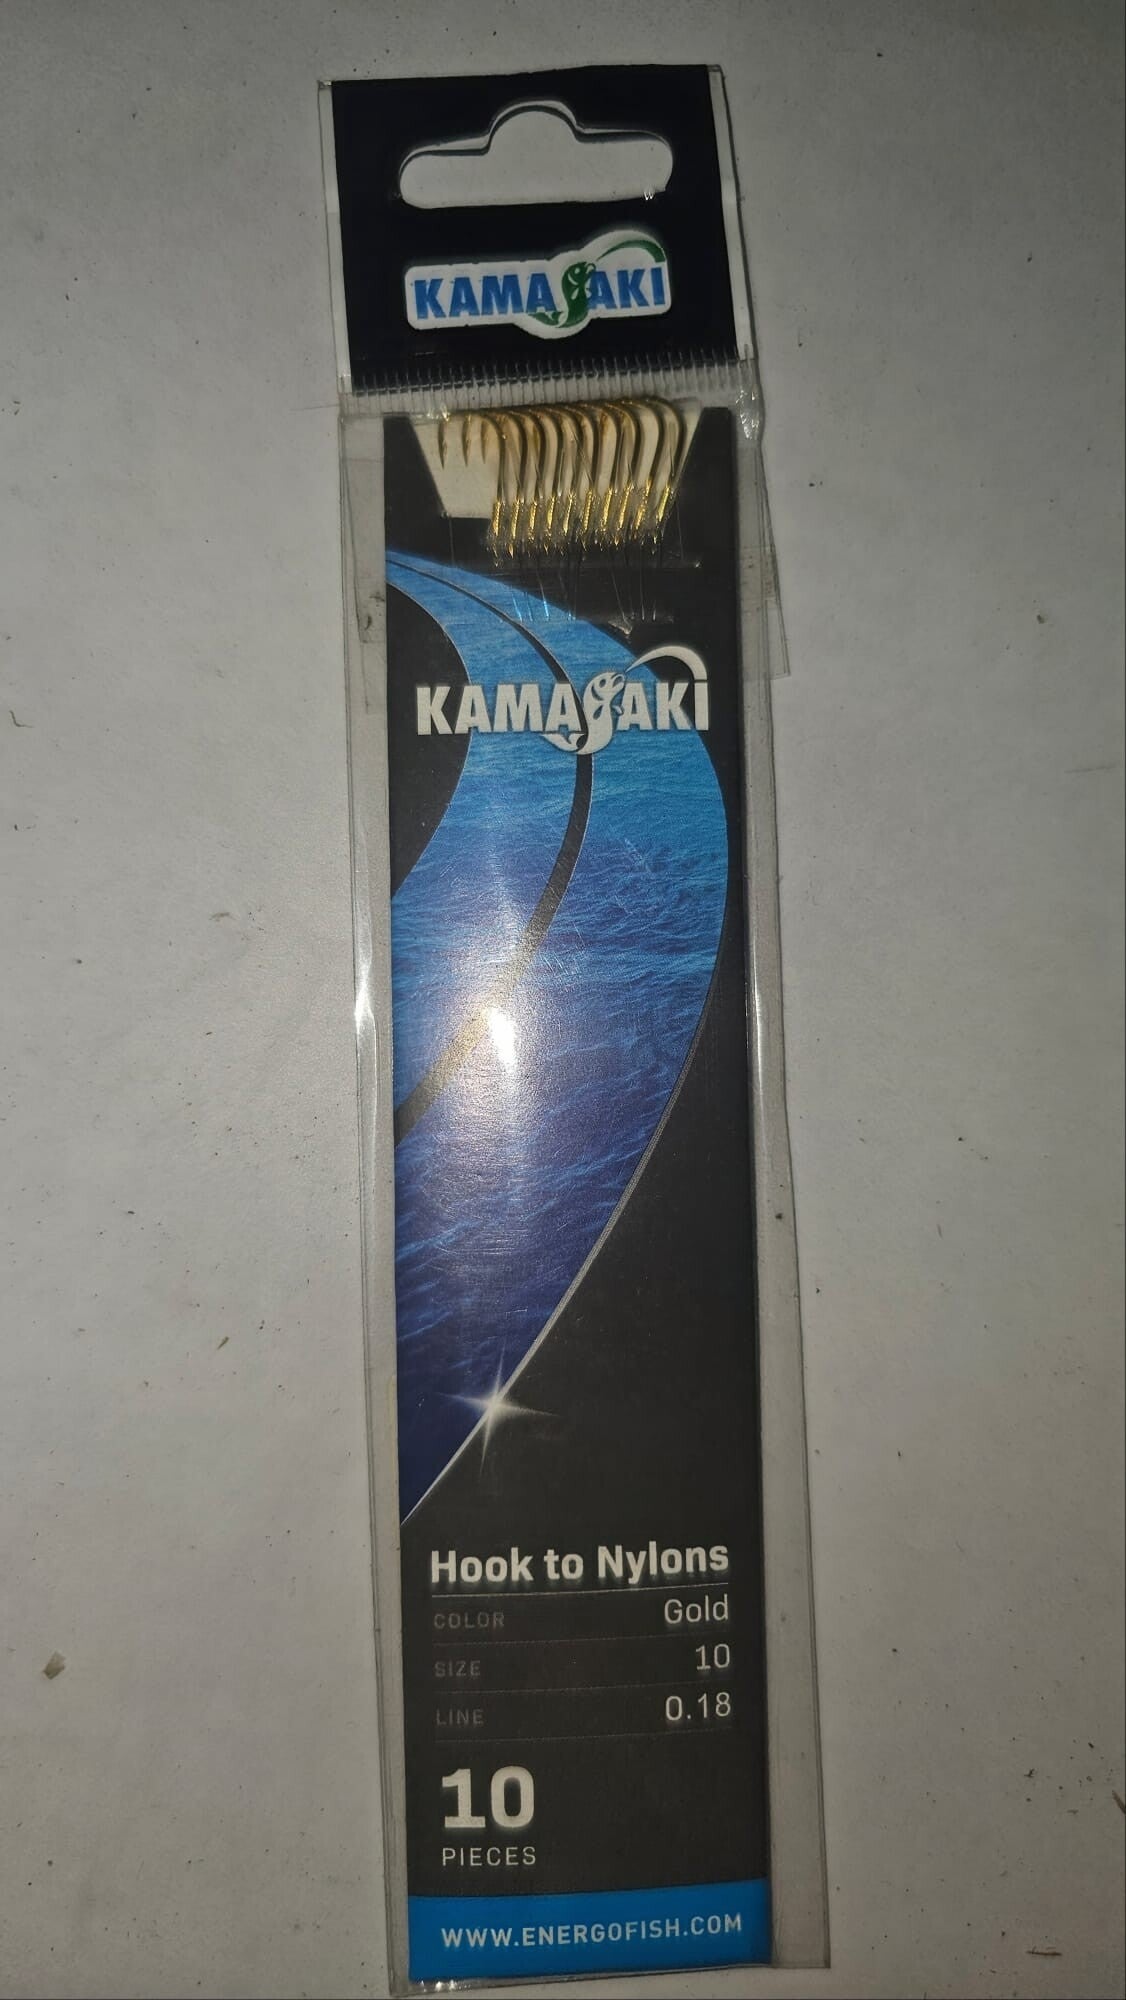 KAMASAKI
KAMASAKI
Hook to Nylons
COLOR Gold
SIZE 10
LINE 0.18
10
PIECES
WWW.ENERGOFISH.COM